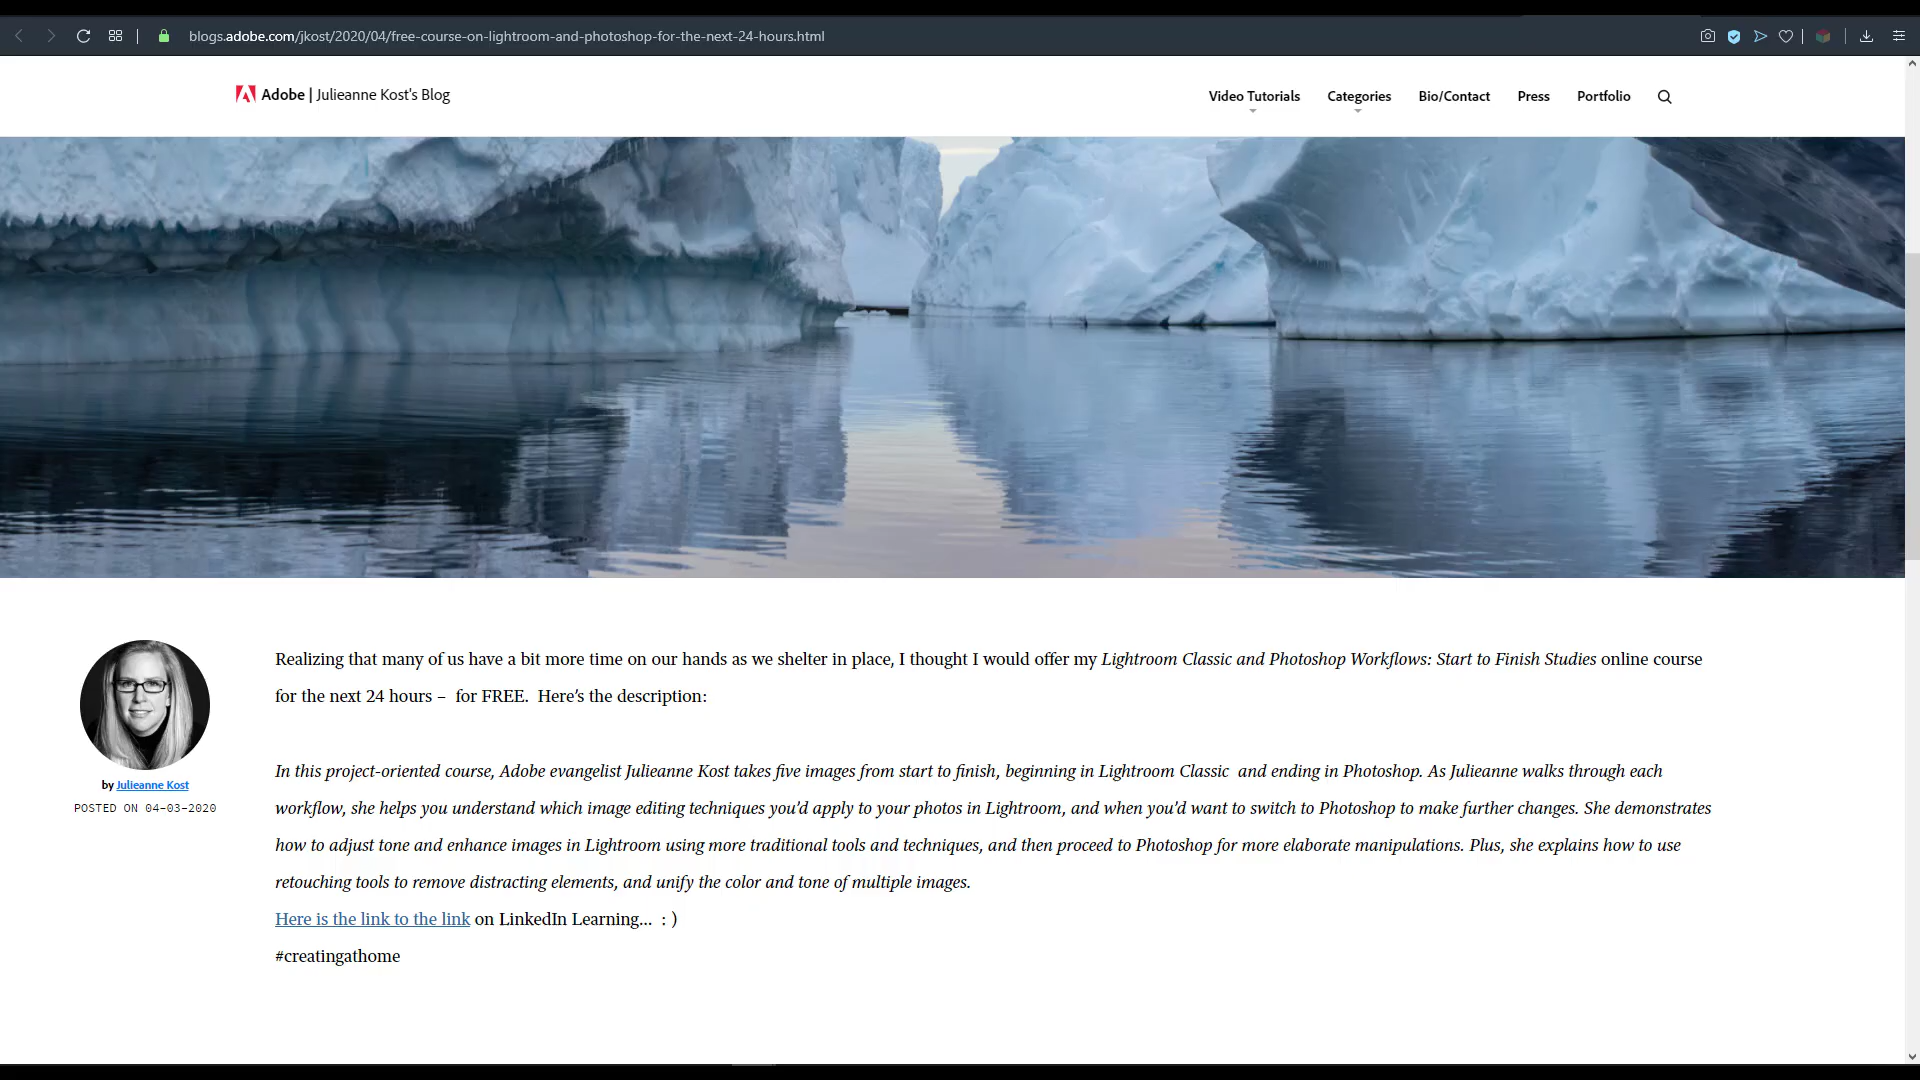 blogs.adobe.com/jkost/2020/04/free-course-on-lightroom-and-photoshop-for-the-next-24-hours.html
Adobe | Julieanne Kost's Blog
Video Tutorials
Categories
Bio/Contact
Press
Portfolio
Realizing that many of us have a bit more time on our hands as we shelter in place, I thought I would offer my Lightroom Classic and Photoshop Workflows: Start to Finish Studies online course
for the next 24 hours –  for FREE.  Here’s the description:
In this project-oriented course, Adobe evangelist Julieanne Kost takes five images from start to finish, beginning in Lightroom Classic  and ending in Photoshop. As Julieanne walks through each
workflow, she helps you understand which image editing techniques you’d apply to your photos in Lightroom, and when you’d want to switch to Photoshop to make further changes. She demonstrates
how to adjust tone and enhance images in Lightroom using more traditional tools and techniques, and then proceed to Photoshop for more elaborate manipulations. Plus, she explains how to use
retouching tools to remove distracting elements, and unify the color and tone of multiple images.
Here is the link to the link on LinkedIn Learning…  : )
#creatingathome
by Julieanne Kost
POSTED ON 04-03-2020